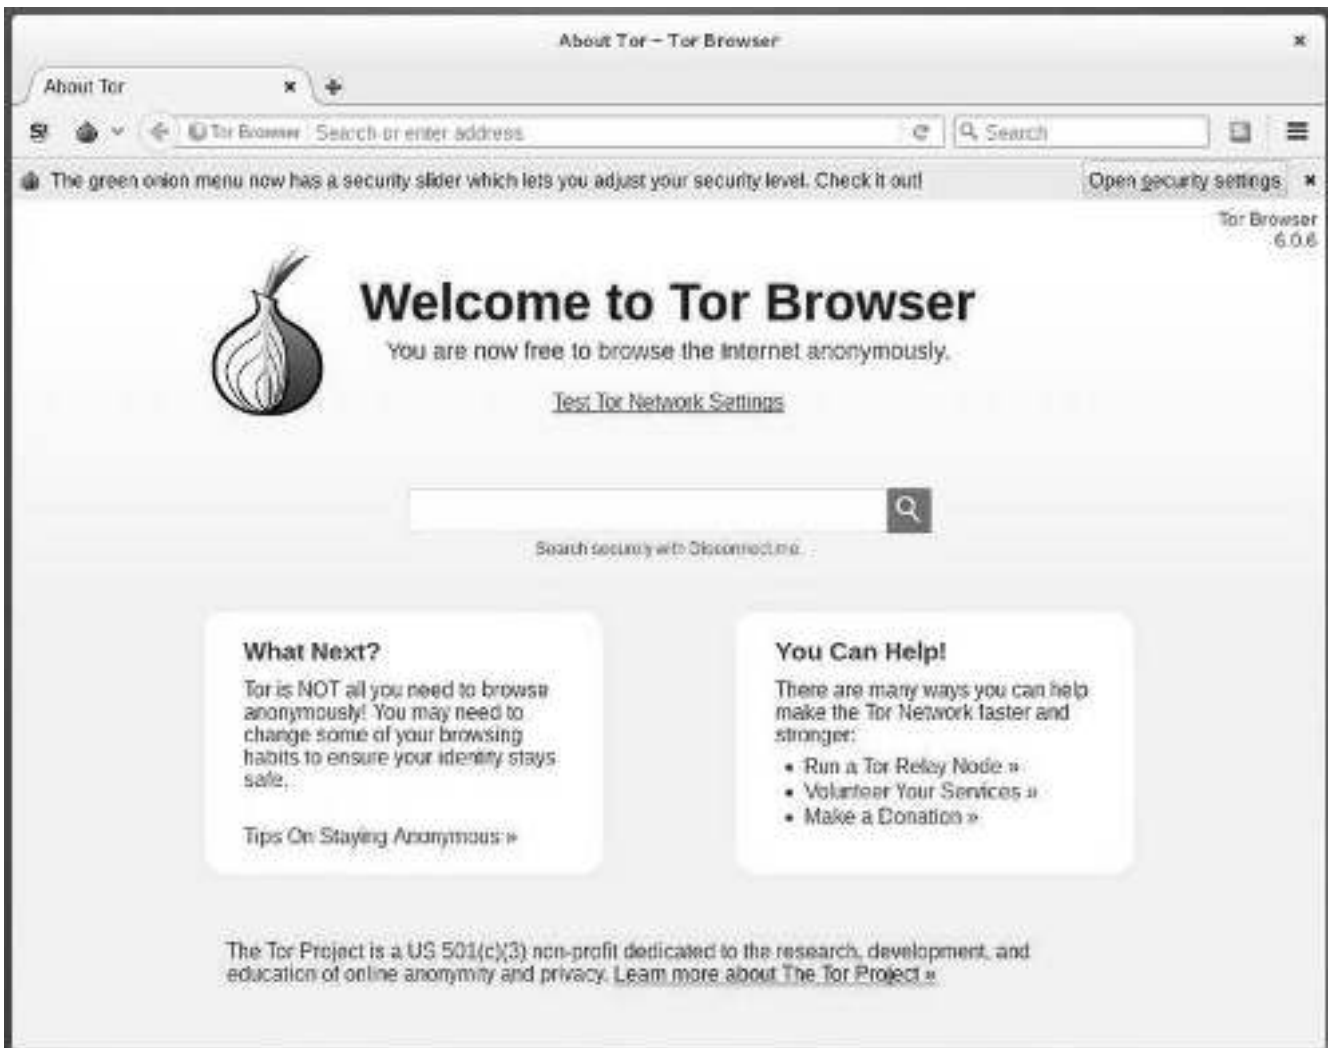 About Tor – Tor Browser
About Tor
S!
Tor Browser Search or enter address
Search
The green onion menu now has a security slider which lets you adjust your security level. Check it out!
Open security settings
Tor Browser
6.0.6
Welcome to Tor Browser
You are now free to browse the Internet anonymously.
Test Tor Network Settings
Search securely with Disconnect.me.
What Next?
Tor is NOT all you need to browse
anonymously! You may need to
change some of your browsing
habits to ensure your identity stays
safe.
Tips On Staying Anonymous »
You Can Help!
There are many ways you can help
make the Tor Network faster and
stronger:
• Run a Tor Relay Node »
• Volunteer Your Services »
• Make a Donation »
The Tor Project is a US 501(c)(3) non-profit dedicated to the research, development, and
education of online anonymity and privacy. Learn more about The Tor Project »